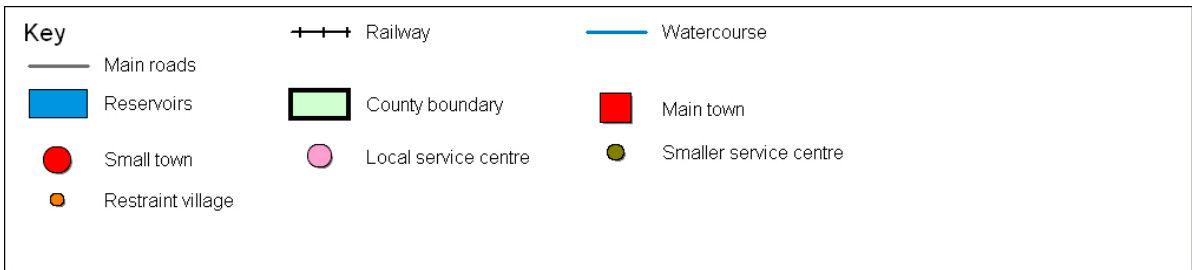 Key
Railway
Watercourse
Main roads
Reservoirs
County boundary
Main town
Small town
Local service centre
Smaller service centre
Restraint village